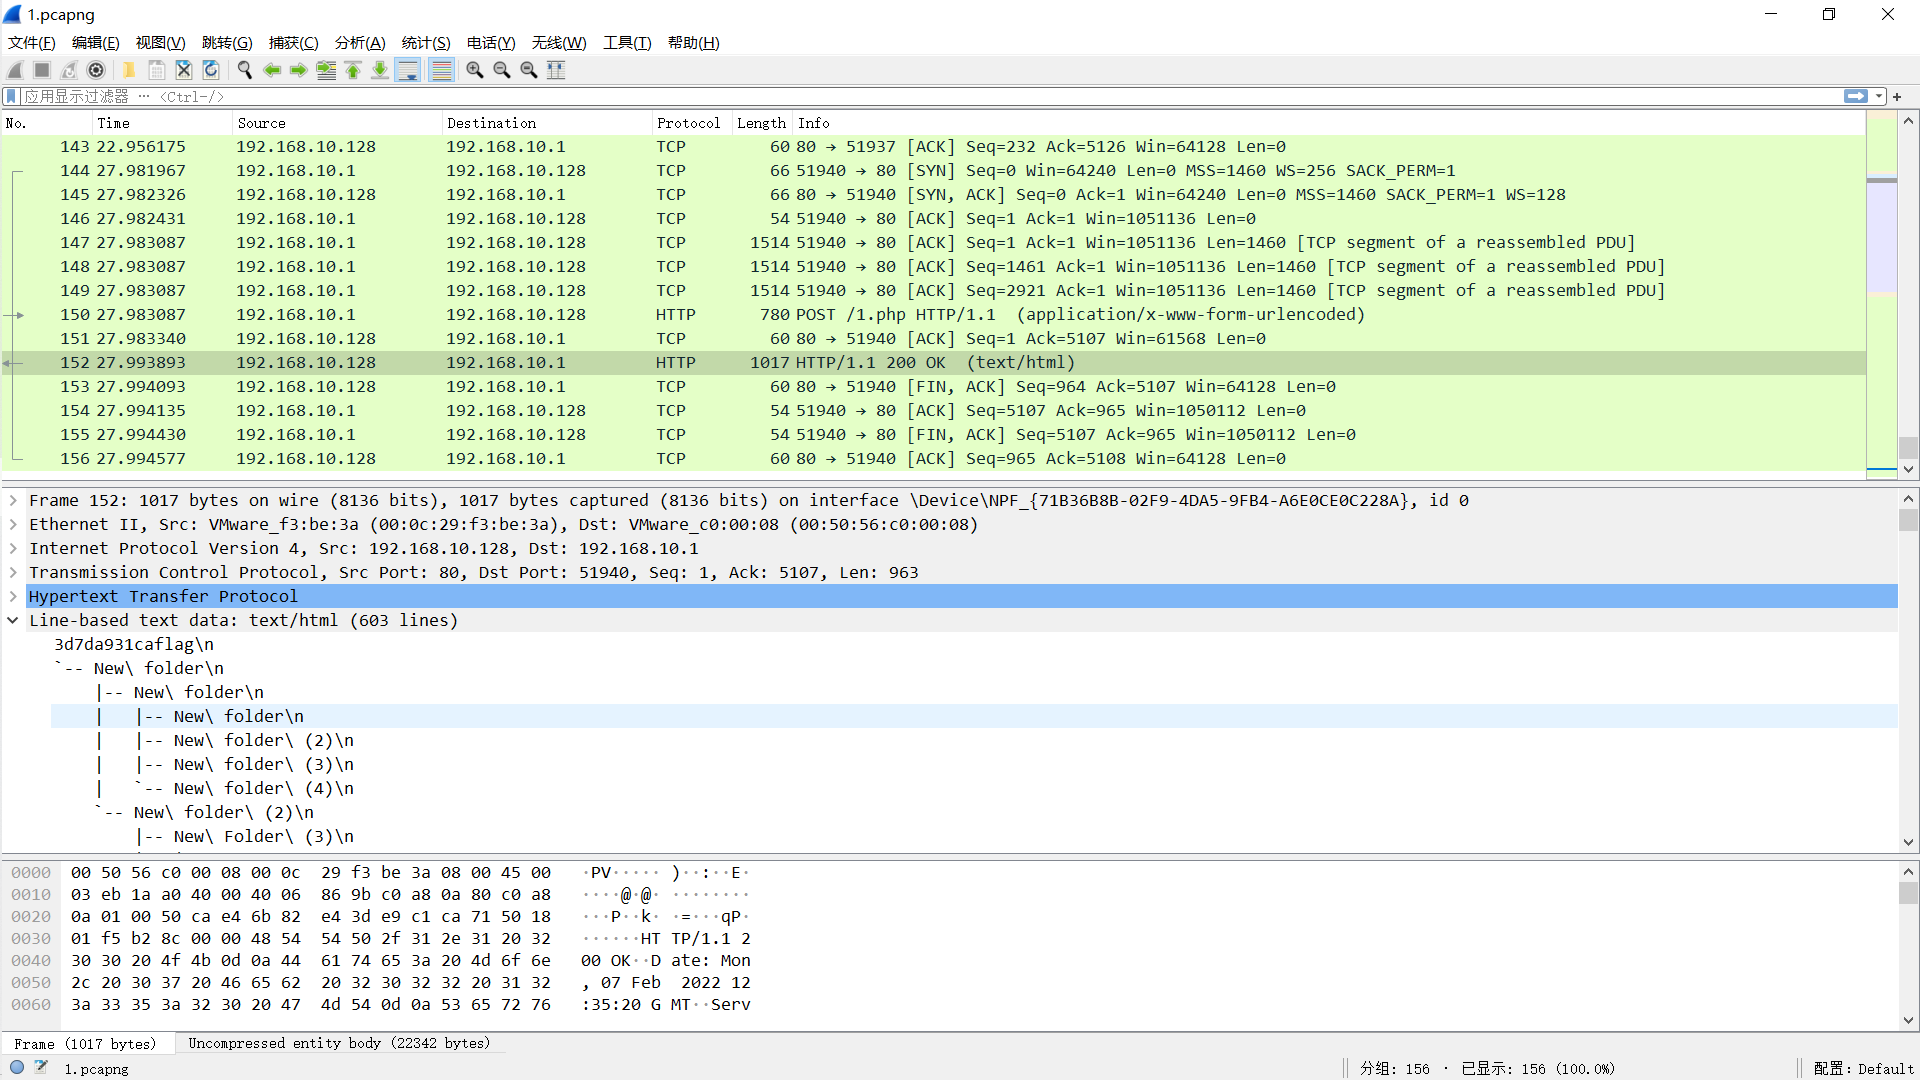 1.pcapng
文件(F) 编辑(E) 视图(V) 跳转(G) 捕获(C) 分析(A) 统计(S) 电话(Y) 无线(W) 工具(T) 帮助(H)
应用显示过滤器 … <Ctrl-/>
No. Time Source Destination Protocol Length Info
143 22.956175 192.168.10.128 192.168.10.1 TCP 60 80 → 51937 [ACK] Seq=232 Ack=5126 Win=64128 Len=0
144 27.981967 192.168.10.1 192.168.10.128 TCP 66 51940 → 80 [SYN] Seq=0 Win=64240 Len=0 MSS=1460 WS=256 SACK_PERM=1
145 27.982326 192.168.10.128 192.168.10.1 TCP 66 80 → 51940 [SYN, ACK] Seq=0 Ack=1 Win=64240 Len=0 MSS=1460 SACK_PERM=1 WS=128
146 27.982431 192.168.10.1 192.168.10.128 TCP 54 51940 → 80 [ACK] Seq=1 Ack=1 Win=1051136 Len=0
147 27.983087 192.168.10.1 192.168.10.128 TCP 1514 51940 → 80 [ACK] Seq=1 Ack=1 Win=1051136 Len=1460 [TCP segment of a reassembled PDU]
148 27.983087 192.168.10.1 192.168.10.128 TCP 1514 51940 → 80 [ACK] Seq=1461 Ack=1 Win=1051136 Len=1460 [TCP segment of a reassembled PDU]
149 27.983087 192.168.10.1 192.168.10.128 TCP 1514 51940 → 80 [ACK] Seq=2921 Ack=1 Win=1051136 Len=1460 [TCP segment of a reassembled PDU]
150 27.983087 192.168.10.1 192.168.10.128 HTTP 780 POST /1.php HTTP/1.1  (application/x-www-form-urlencoded)
151 27.983340 192.168.10.128 192.168.10.1 TCP 60 80 → 51940 [ACK] Seq=1 Ack=5107 Win=61568 Len=0
152 27.993893 192.168.10.128 192.168.10.1 HTTP 1017 HTTP/1.1 200 OK  (text/html)
153 27.994093 192.168.10.128 192.168.10.1 TCP 60 80 → 51940 [FIN, ACK] Seq=964 Ack=5107 Win=64128 Len=0
154 27.994135 192.168.10.1 192.168.10.128 TCP 54 51940 → 80 [ACK] Seq=5107 Ack=965 Win=1050112 Len=0
155 27.994430 192.168.10.1 192.168.10.128 TCP 54 51940 → 80 [FIN, ACK] Seq=5107 Ack=965 Win=1050112 Len=0
156 27.994577 192.168.10.128 192.168.10.1 TCP 60 80 → 51940 [ACK] Seq=965 Ack=5108 Win=64128 Len=0
Frame 152: 1017 bytes on wire (8136 bits), 1017 bytes captured (8136 bits) on interface \Device\NPF_{71B36B8B-02F9-4DA5-9FB4-A6E0CE0C228A}, id 0
Ethernet II, Src: VMware_f3:be:3a (00:0c:29:f3:be:3a), Dst: VMware_c0:00:08 (00:50:56:c0:00:08)
Internet Protocol Version 4, Src: 192.168.10.128, Dst: 192.168.10.1
Transmission Control Protocol, Src Port: 80, Dst Port: 51940, Seq: 1, Ack: 5107, Len: 963
Hypertext Transfer Protocol
Line-based text data: text/html (603 lines)
3d7da931caflag\n
`-- New\ folder\n
    |-- New\ folder\n
    |   |-- New\ folder\n
    |   |-- New\ folder\ (2)\n
    |   |-- New\ folder\ (3)\n
    |   `-- New\ folder\ (4)\n
    `-- New\ folder\ (2)\n
        |-- New\ Folder\ (3)\n
0000 00 50 56 c0 00 08 00 0c 29 f3 be 3a 08 00 45 00 ·PV····· )··:··E·
0010 03 eb 1a a0 40 00 40 06 86 9b c0 a8 0a 80 c0 a8 ····@·@· ········
0020 0a 01 00 50 ca e4 6b 82 e4 3d e9 c1 ca 71 50 18 ···P··k· ·=···qP·
0030 01 f5 b2 8c 00 00 48 54 54 50 2f 31 2e 31 20 32 ······HT TP/1.1 2
0040 30 30 20 4f 4b 0d 0a 44 61 74 65 3a 20 4d 6f 6e 00 OK··D ate: Mon
0050 2c 20 30 37 20 46 65 62 20 32 30 32 32 20 31 32 , 07 Feb 2022 12
0060 3a 33 35 3a 32 30 20 47 4d 54 0d 0a 53 65 72 76 :35:20 G MT··Serv
Frame (1017 bytes) Uncompressed entity body (22342 bytes)
1.pcapng 分组: 156 · 已显示: 156 (100.0%) 配置: Default